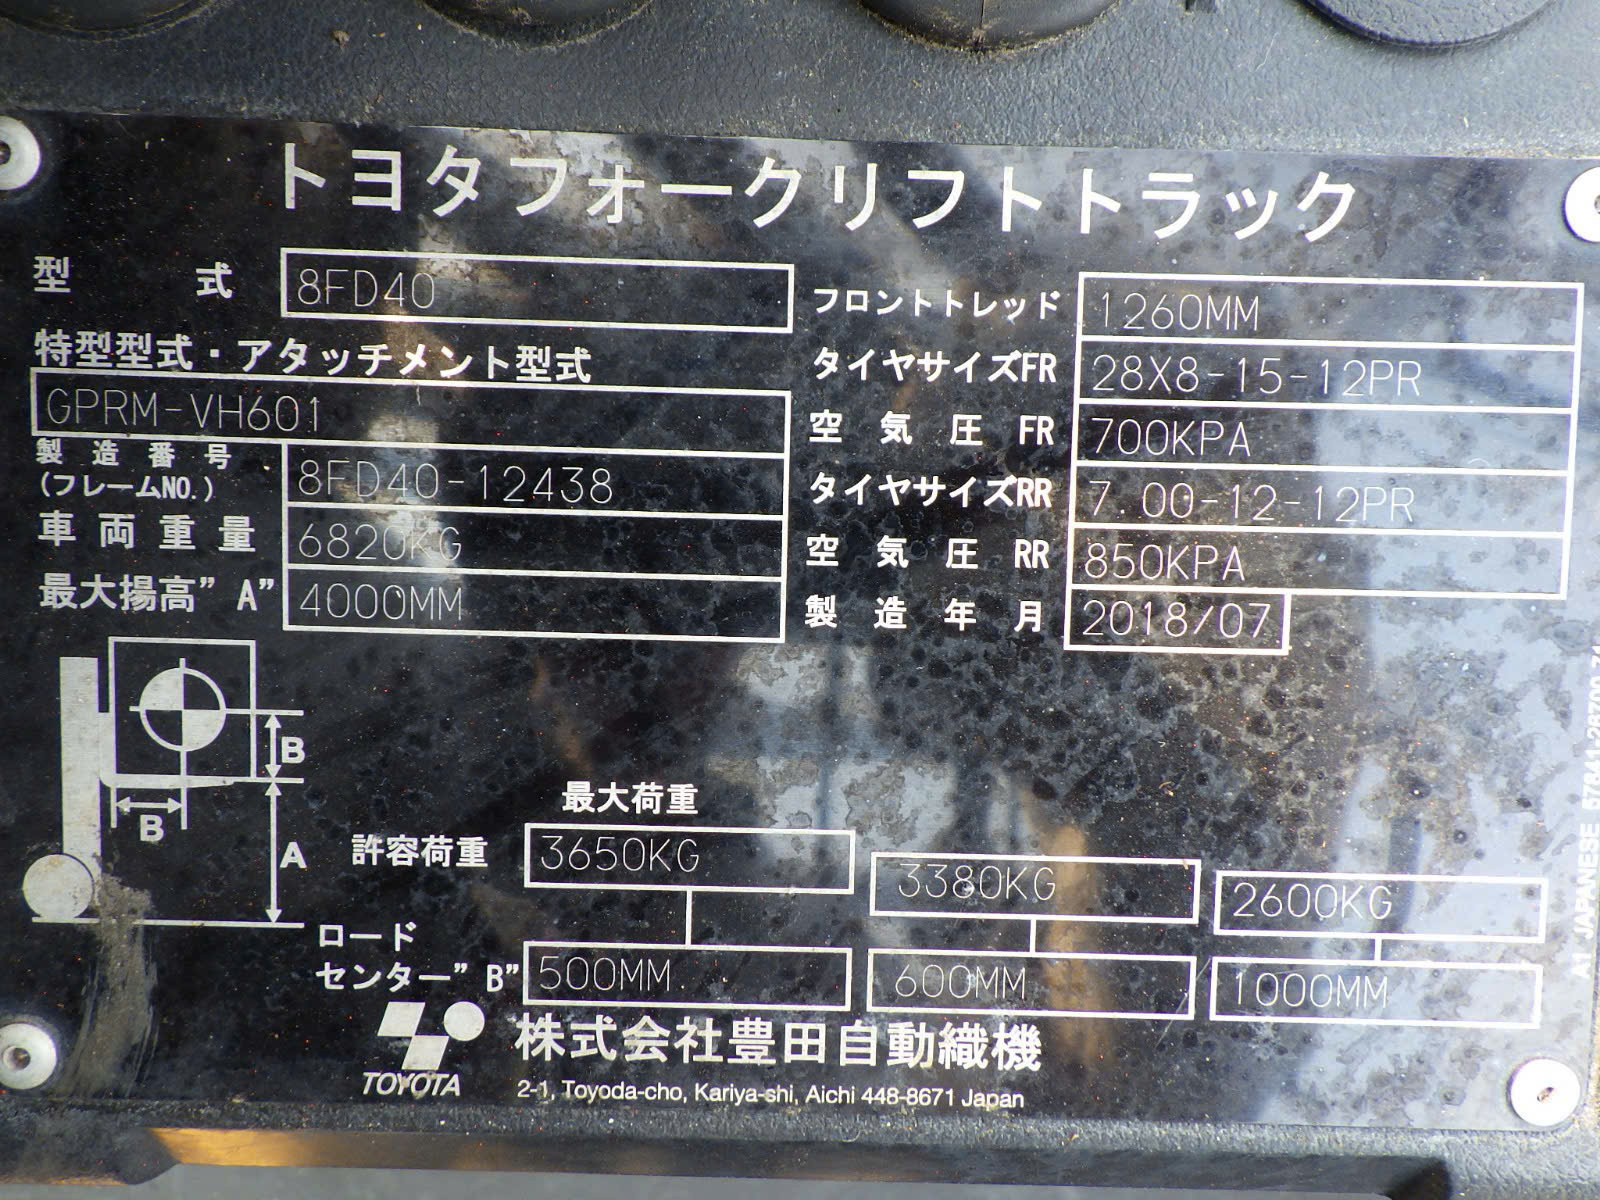 トヨタフォークリフトトラック
型 式 8FD40
特型型式・アタッチメント型式
GPRM-VH601
製造番号 8FD40-12438
(フレームNO.)
車両重量 6820KG
最大揚高”A” 4000MM
フロントトレッド 1260MM
タイヤサイズFR 28X8-15-12PR
空気圧 FR 700KPA
タイヤサイズRR 7.00-12-12PR
空気圧 RR 850KPA
製造年月 2018/07
B
B
A
最大荷重
許容荷重 3650KG 3380KG 2600KG
ロード
センター”B” 500MM 600MM 1000MM
TOYOTA
株式会社豊田自動織機
2-1, Toyoda-cho, Kariya-shi, Aichi 448-8671 Japan
A1 JAPANESE 57841-28700-71